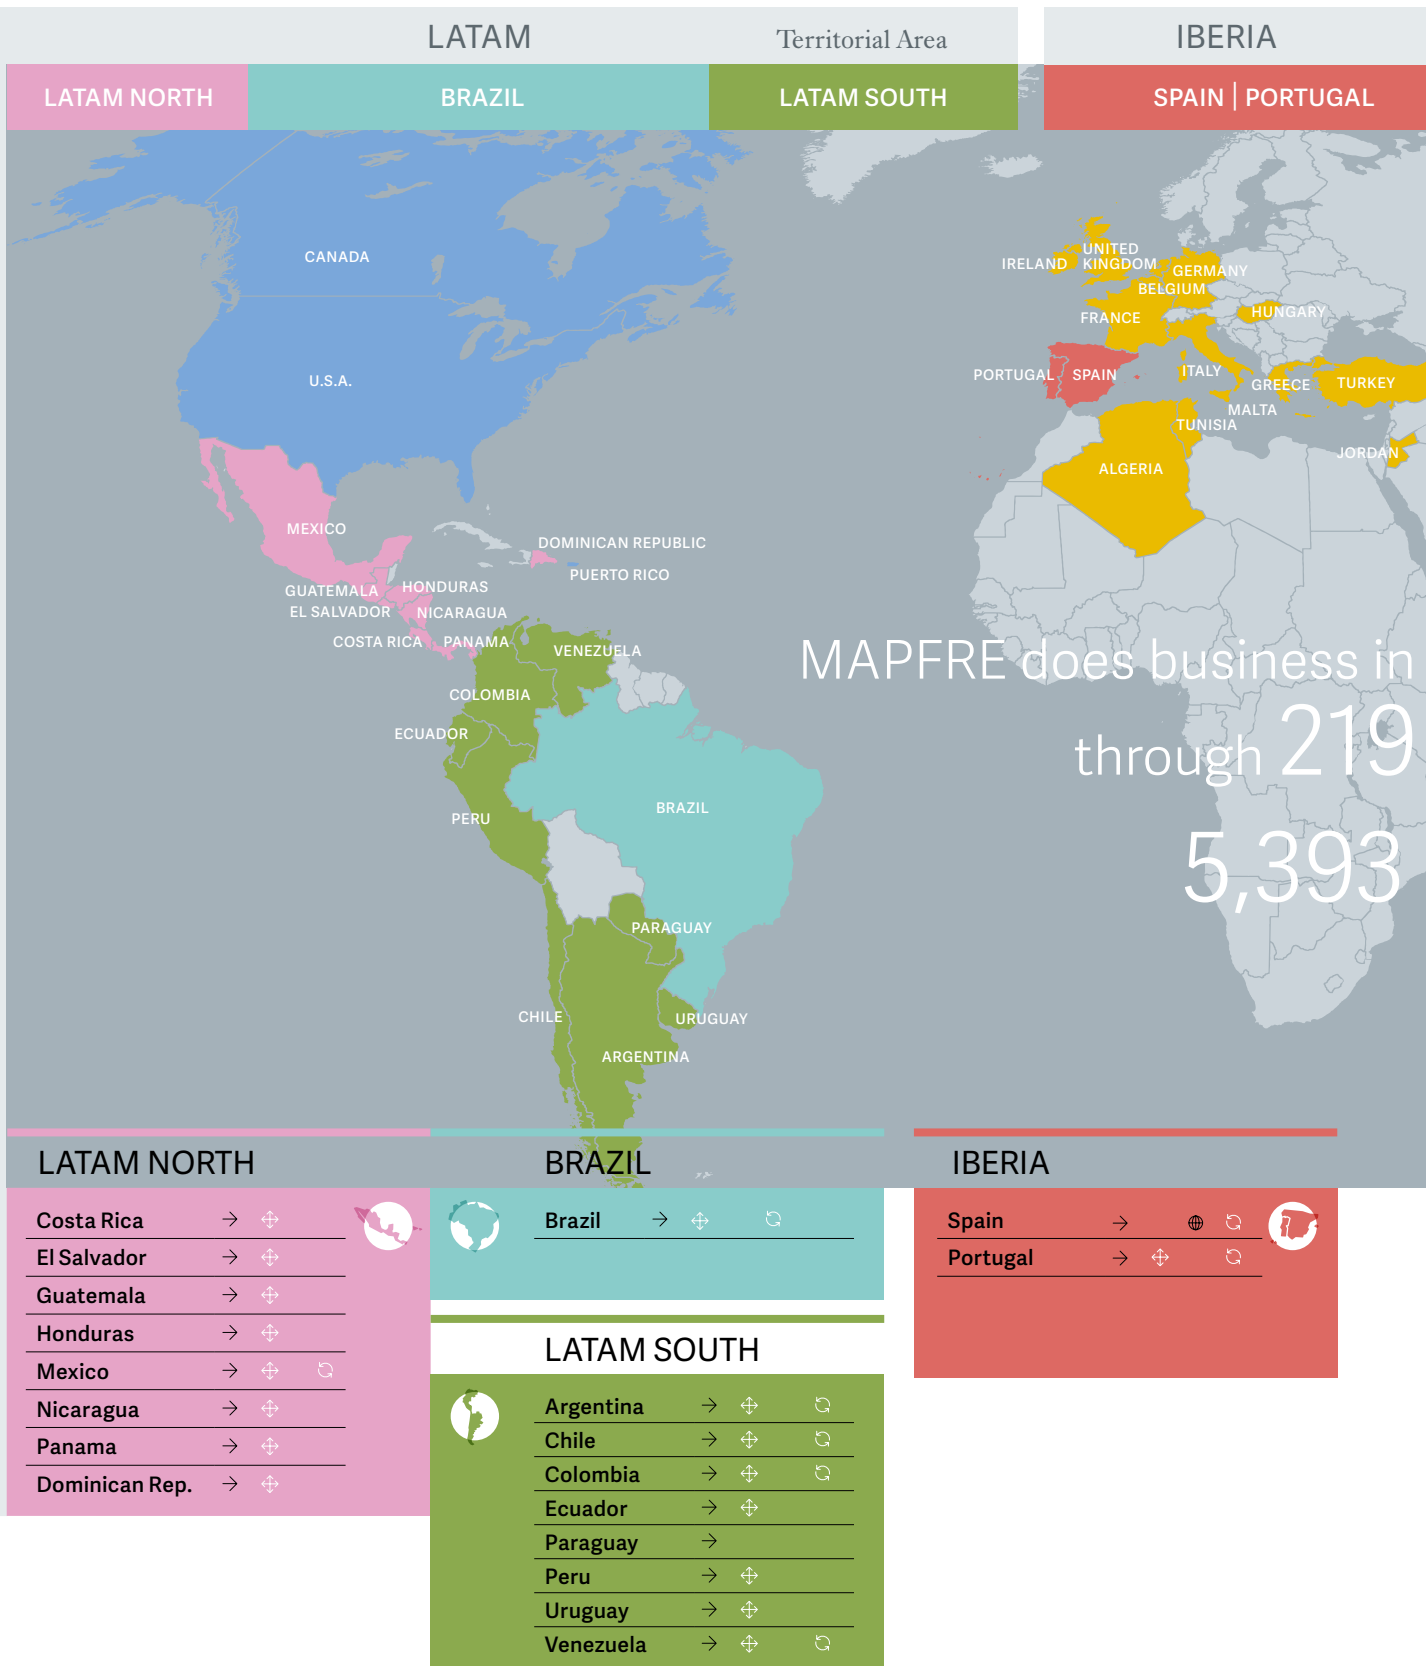 LATAM
Territorial Area
IBERIA
LATAM NORTH
BRAZIL
LATAM SOUTH
SPAIN | PORTUGAL
CANADA
U.S.A.
MEXICO
DOMINICAN REPUBLIC
PUERTO RICO
GUATEMALA
HONDURAS
EL SALVADOR
NICARAGUA
COSTA RICA
PANAMA
VENEZUELA
COLOMBIA
ECUADOR
PERU
BRAZIL
PARAGUAY
CHILE
URUGUAY
ARGENTINA
IRELAND
UNITED
KINGDOM
GERMANY
BELGIUM
FRANCE
HUNGARY
PORTUGAL
SPAIN
ITALY
GREECE
TURKEY
MALTA
TUNISIA
JORDAN
ALGERIA
MAPFRE does business in
through 219
5,393
LATAM NORTH
Costa Rica
El Salvador
Guatemala
Honduras
Mexico
Nicaragua
Panama
Dominican Rep.
BRAZIL
Brazil
LATAM SOUTH
Argentina
Chile
Colombia
Ecuador
Paraguay
Peru
Uruguay
Venezuela
IBERIA
Spain
Portugal